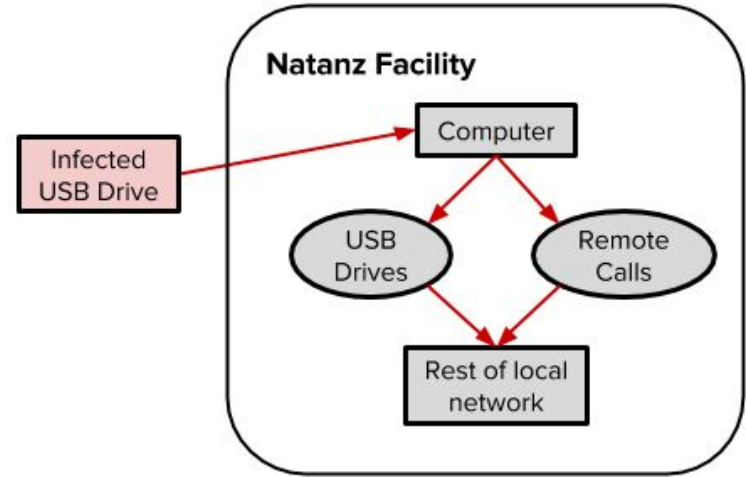 Natanz Facility
Computer
Infected
USB Drive
USB
Drives
Remote
Calls
Rest of local
network